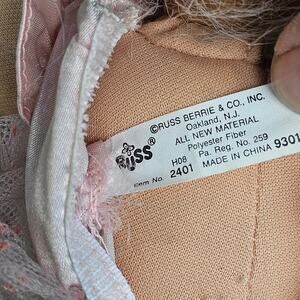 ©RUSS BERRIE & CO., INC.
Oakland, N.J.
ALL NEW MATERIAL
Polyester Fiber
Pa. Reg. No. 259
RUSS
H08 MADE IN CHINA 9301
Item No. 2401